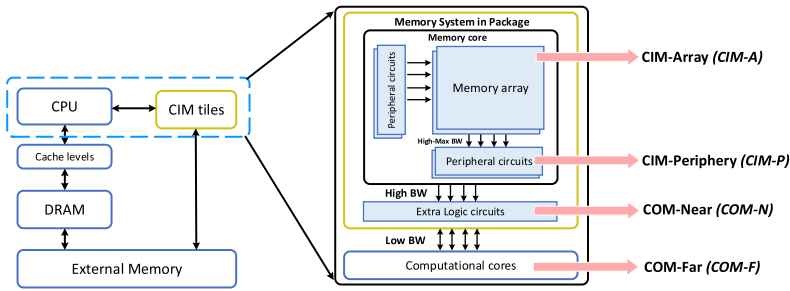 CPU
CIM tiles
Cache levels
DRAM
External Memory
Memory System in Package
Memory core
Peripheral circuits
Memory array
High-Max BW
Peripheral circuits
High BW
Extra Logic circuits
Low BW
Computational cores
CIM-Array (CIM-A)
CIM-Periphery (CIM-P)
COM-Near (COM-N)
COM-Far (COM-F)